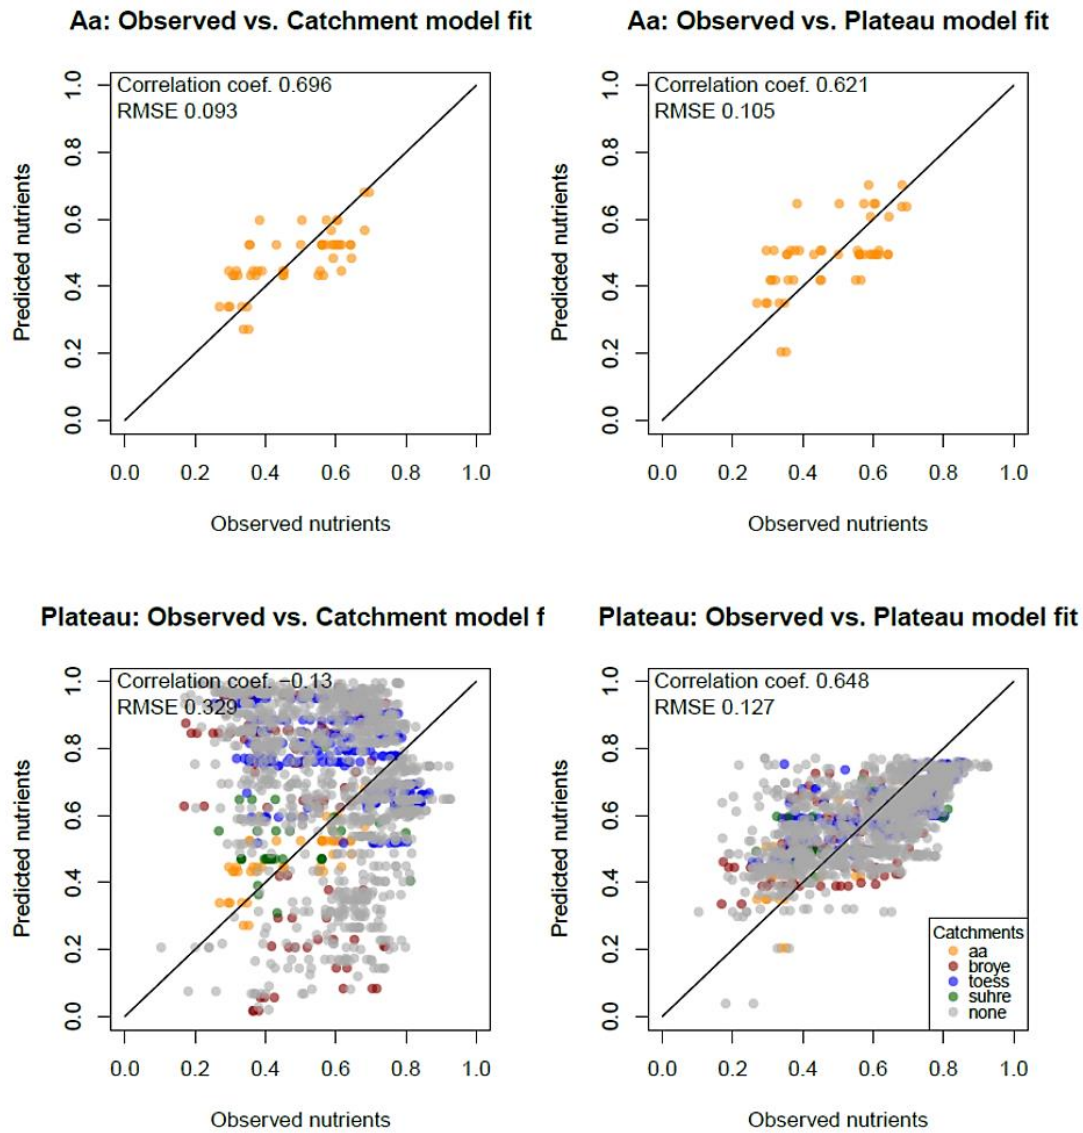 Aa: Observed vs. Catchment model fit
Correlation coef. 0.696
RMSE 0.093
Predicted nutrients
0.0 0.2 0.4 0.6 0.8 1.0
0.0 0.2 0.4 0.6 0.8 1.0
Observed nutrients
Aa: Observed vs. Plateau model fit
Correlation coef. 0.621
RMSE 0.105
Predicted nutrients
0.0 0.2 0.4 0.6 0.8 1.0
0.0 0.2 0.4 0.6 0.8 1.0
Observed nutrients
Plateau: Observed vs. Catchment model f
Correlation coef. −0.13
RMSE 0.329
Predicted nutrients
0.0 0.2 0.4 0.6 0.8 1.0
0.0 0.2 0.4 0.6 0.8 1.0
Observed nutrients
Plateau: Observed vs. Plateau model fit
Correlation coef. 0.648
RMSE 0.127
Predicted nutrients
0.0 0.2 0.4 0.6 0.8 1.0
Catchments
aa
broye
toess
suhre
none
0.0 0.2 0.4 0.6 0.8 1.0
Observed nutrients